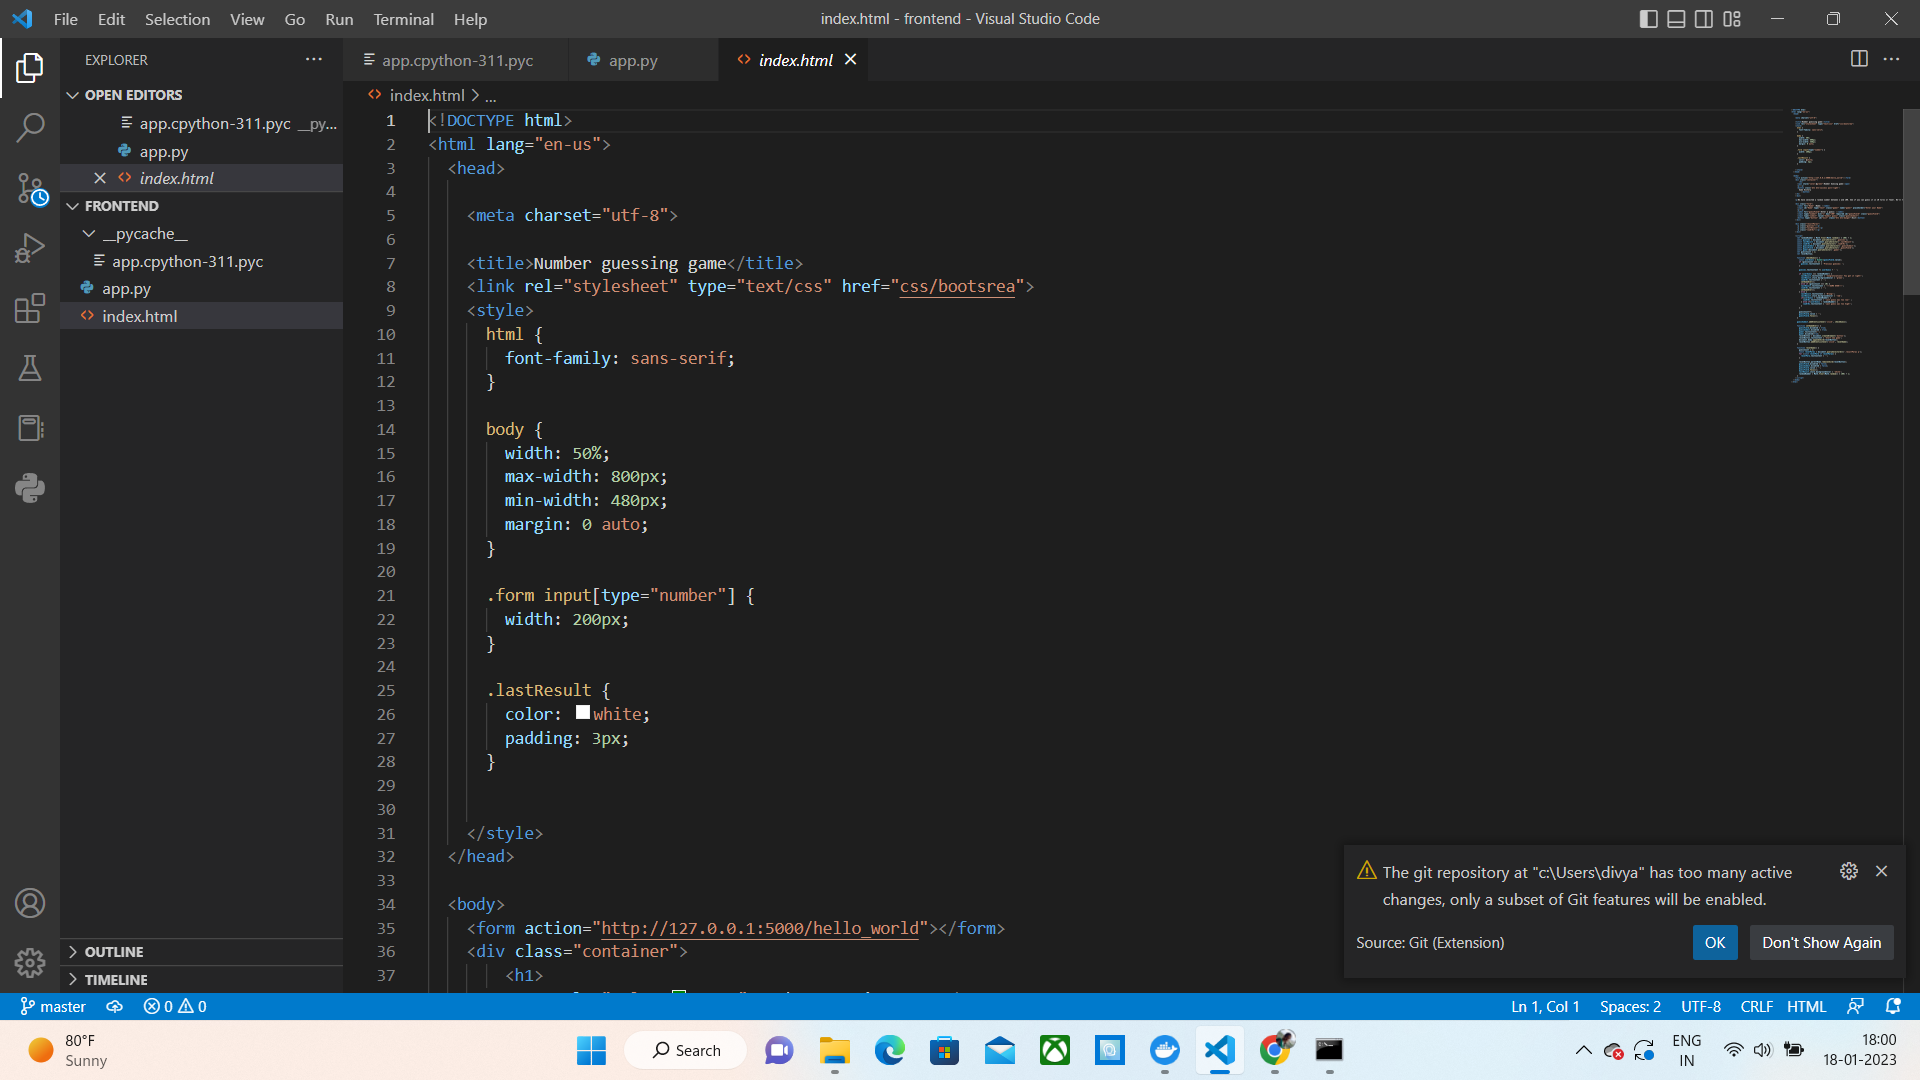 File Edit Selection View Go Run Terminal Help
index.html - frontend - Visual Studio Code
EXPLORER
OPEN EDITORS
app.cpython-311.pyc __py...
app.py
index.html
FRONTEND
__pycache__
app.cpython-311.pyc
app.py
index.html
OUTLINE
TIMELINE
app.cpython-311.pyc app.py index.html
index.html > ...
1 <!DOCTYPE html>
2 <html lang="en-us">
3 <head>
4
5 <meta charset="utf-8">
6
7 <title>Number guessing game</title>
8 <link rel="stylesheet" type="text/css" href="css/bootsrea">
9 <style>
10 html {
11 font-family: sans-serif;
12 }
13
14 body {
15 width: 50%;
16 max-width: 800px;
17 min-width: 480px;
18 margin: 0 auto;
19 }
20
21 .form input[type="number"] {
22 width: 200px;
23 }
24
25 .lastResult {
26 color: white;
27 padding: 3px;
28 }
29
30
31 </style>
32 </head>
33
34 <body>
35 <form action="http://127.0.0.1:5000/hello_world"></form>
36 <div class="container">
37 <h1>
The git repository at "c:\Users\divya" has too many active
changes, only a subset of Git features will be enabled.
Source: Git (Extension)
OK
Don't Show Again
master 0 0
Ln 1, Col 1 Spaces: 2 UTF-8 CRLF HTML
80°F
Sunny
Search
ENG
IN
18:00
18-01-2023